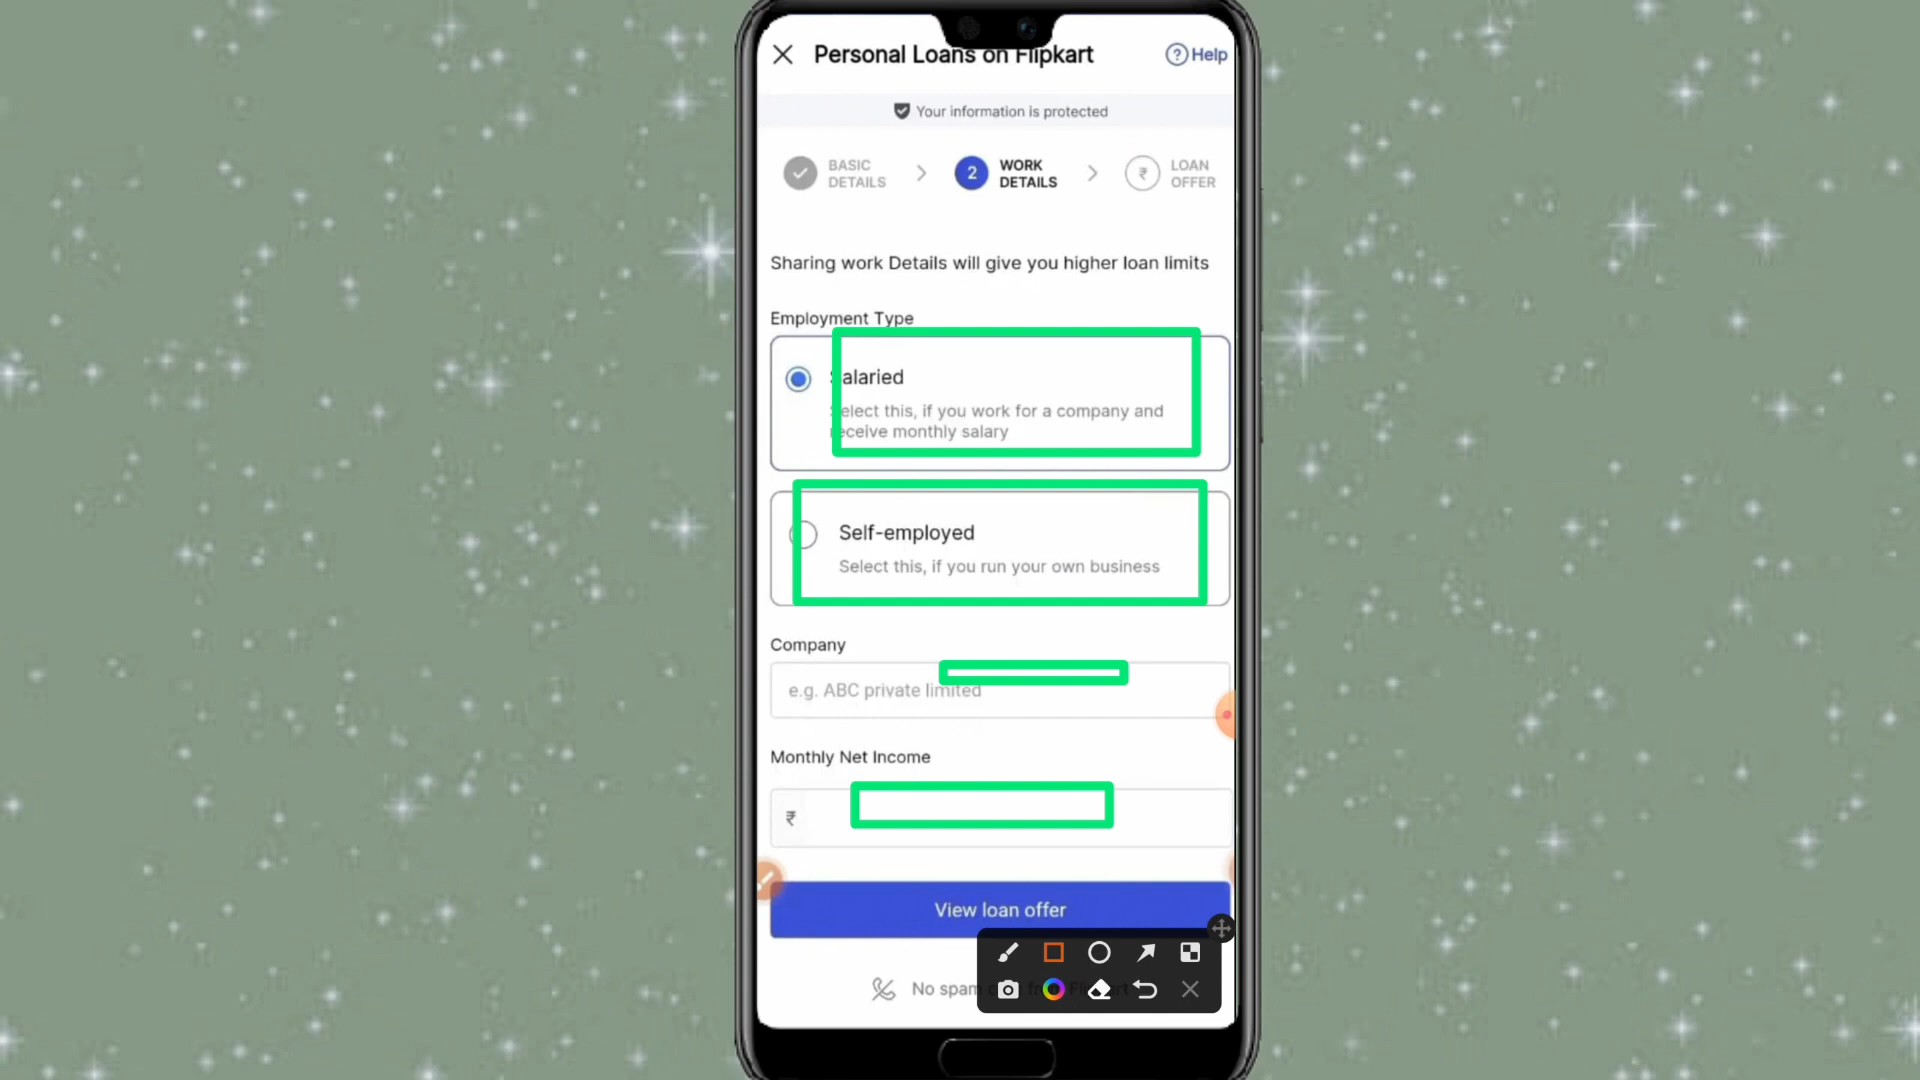 Personal Loans on Flipkart
? Help
Your information is protected
BASIC DETAILS
2 WORK DETAILS
₹ LOAN OFFER
Sharing work Details will give you higher loan limits
Employment Type
alaried
elect this, if you work for a company and
eceive monthly salary
Self-employed
Select this, if you run your own business
Company
e.g. ABC private limited
Monthly Net Income
₹
View loan offer
No spam